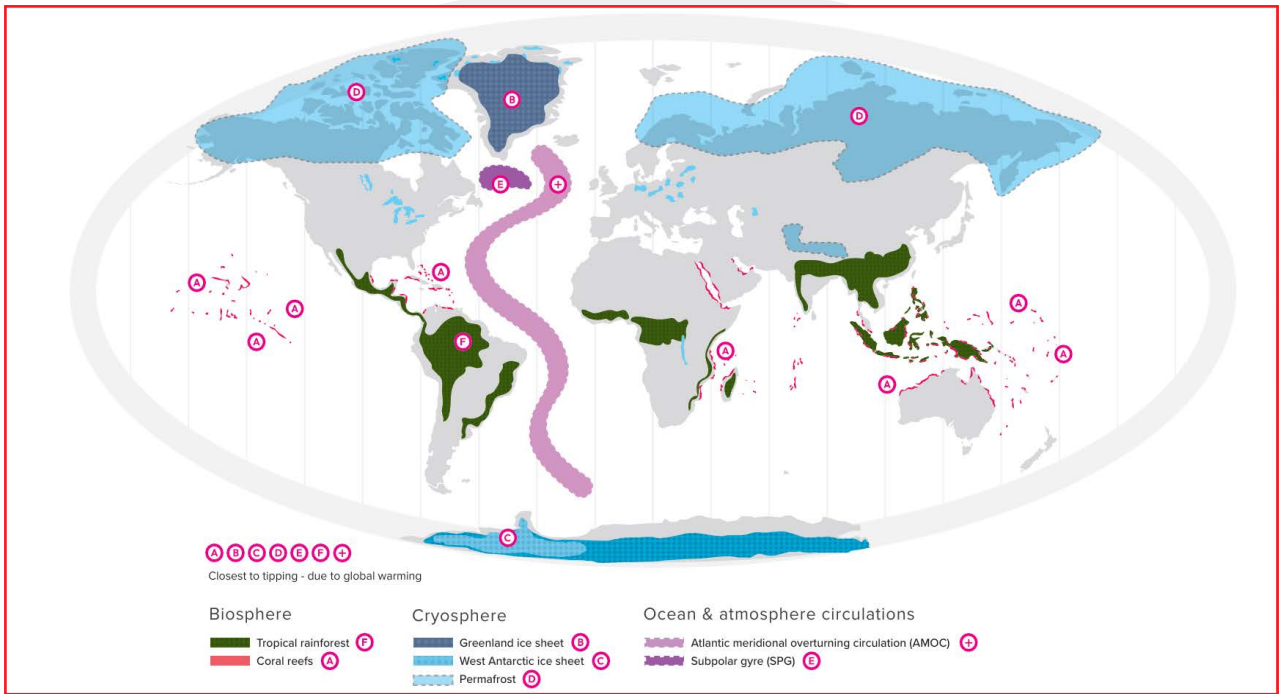 D
B
D
E
+
A
A
A
A
A
A
F
A
A
C
A B C D E F +
Closest to tipping - due to global warming
Biosphere
Tropical rainforest F
Coral reefs A
Cryosphere
Greenland ice sheet B
West Antarctic ice sheet C
Permafrost D
Ocean & atmosphere circulations
Atlantic meridional overturning circulation (AMOC) +
Subpolar gyre (SPG) E